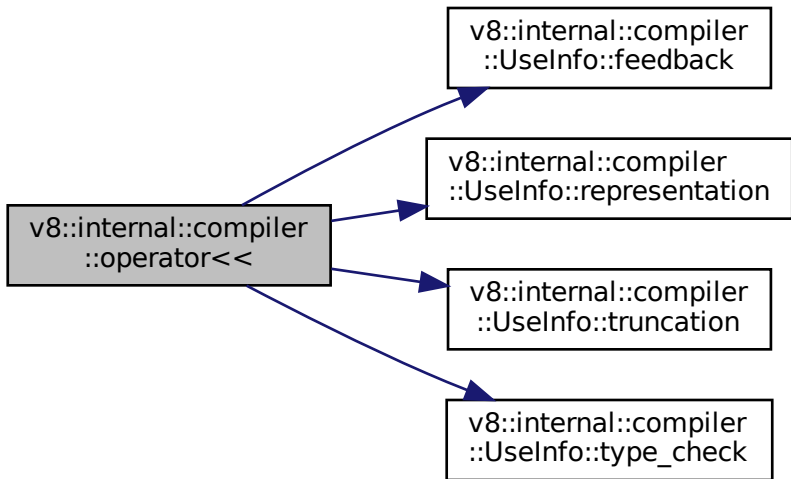 v8::internal::compiler
::operator<<
v8::internal::compiler
::UseInfo::feedback
v8::internal::compiler
::UseInfo::representation
v8::internal::compiler
::UseInfo::truncation
v8::internal::compiler
::UseInfo::type_check